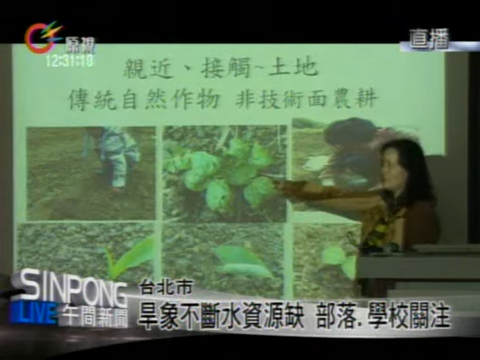 原視
直播
12:31:18
親近、接觸~土地
傳統自然作物 非技術面農耕
SINPONG
台北市
LIVE 午間新聞
旱象不斷水資源缺 部落.學校關注